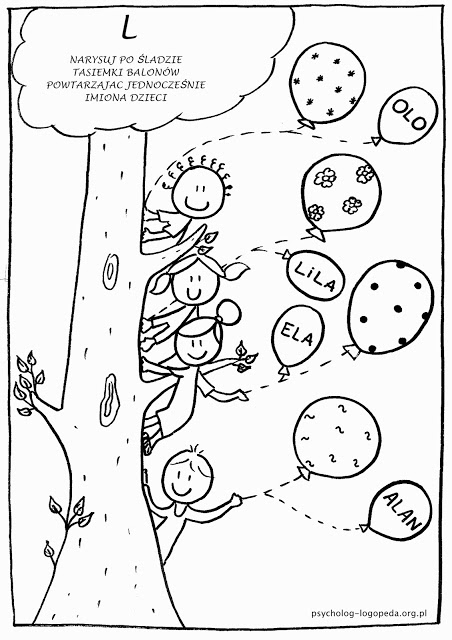 L
NARYSUJ PO ŚLADZIE
TASIEMKI BALONÓW
POWTARZAJĄC JEDNOCZEŚNIE
IMIONA DZIECI
OLO
LiLA
ELA
ALAN
psycholog-logopeda.org.pl